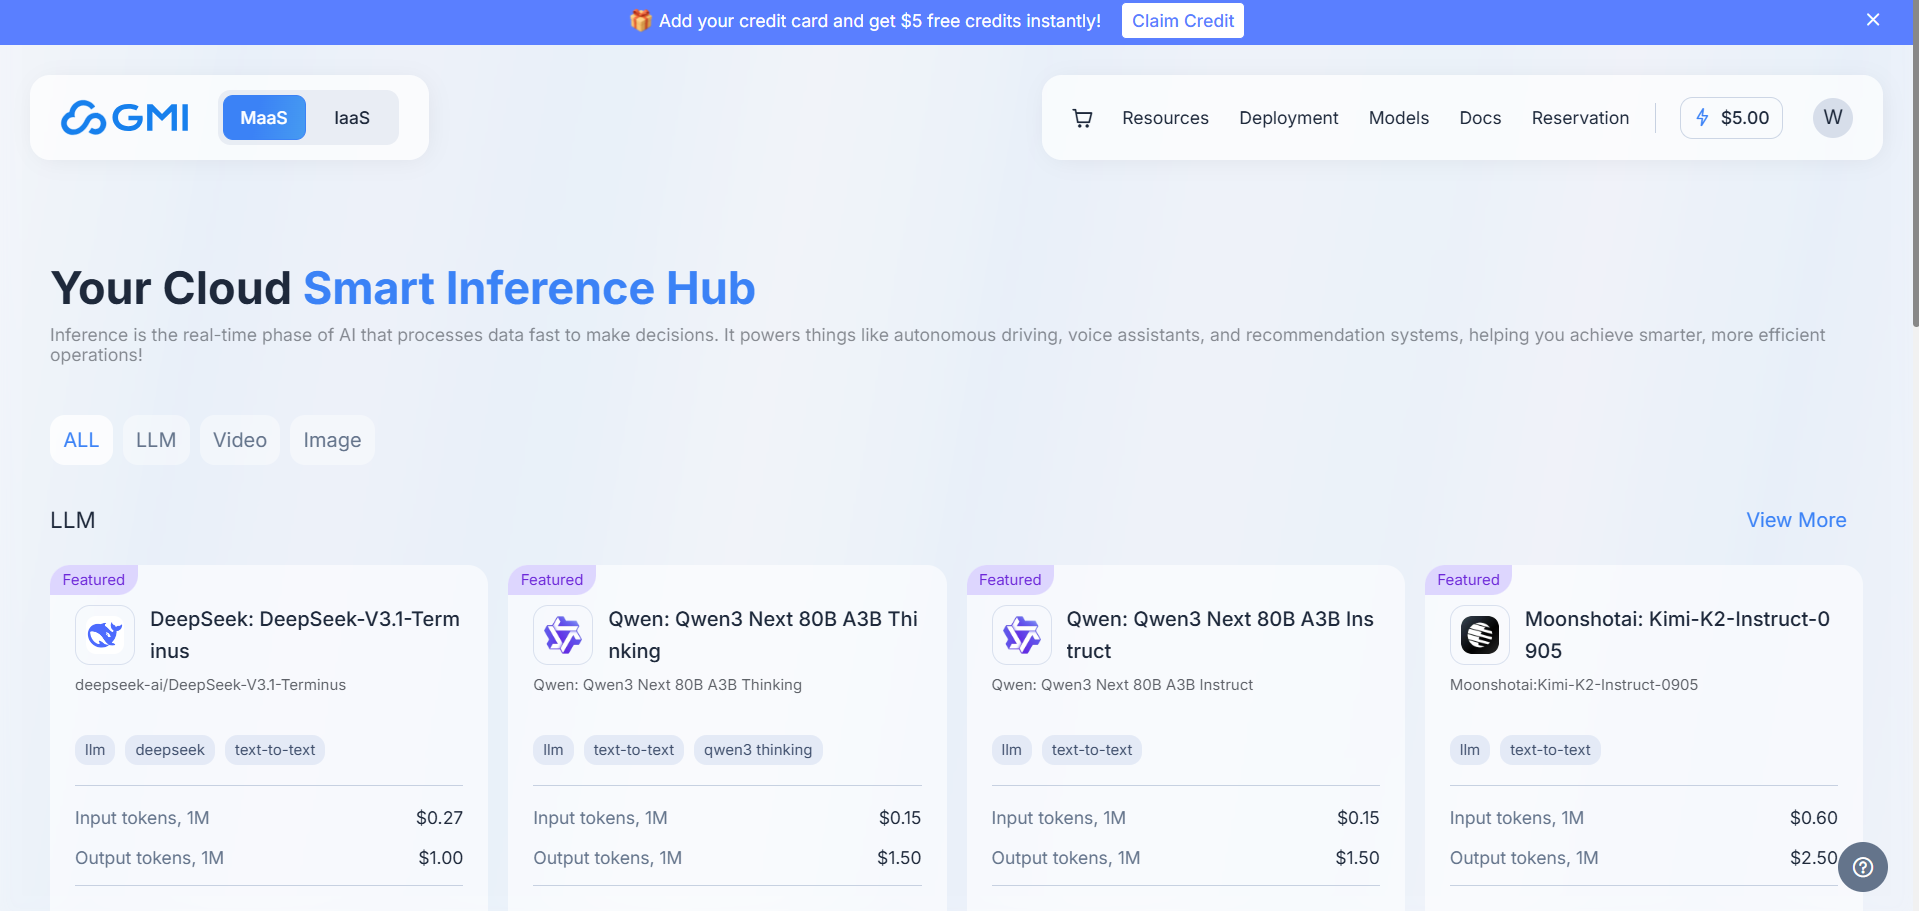 Add your credit card and get $5 free credits instantly! Claim Credit
GMI MaaS IaaS Resources Deployment Models Docs Reservation $5.00 W
Your Cloud Smart Inference Hub
Inference is the real-time phase of AI that processes data fast to make decisions. It powers things like autonomous driving, voice assistants, and recommendation systems, helping you achieve smarter, more efficient
operations!
ALL LLM Video Image
LLM View More
Featured
DeepSeek: DeepSeek-V3.1-Term
inus
deepseek-ai/DeepSeek-V3.1-Terminus
llm deepseek text-to-text
Input tokens, 1M $0.27
Output tokens, 1M $1.00
Featured
Qwen: Qwen3 Next 80B A3B Thi
nking
Qwen: Qwen3 Next 80B A3B Thinking
llm text-to-text qwen3 thinking
Input tokens, 1M $0.15
Output tokens, 1M $1.50
Featured
Qwen: Qwen3 Next 80B A3B Ins
truct
Qwen: Qwen3 Next 80B A3B Instruct
llm text-to-text
Input tokens, 1M $0.15
Output tokens, 1M $1.50
Featured
Moonshotai: Kimi-K2-Instruct-0
905
Moonshotai:Kimi-K2-Instruct-0905
llm text-to-text
Input tokens, 1M $0.60
Output tokens, 1M $2.50